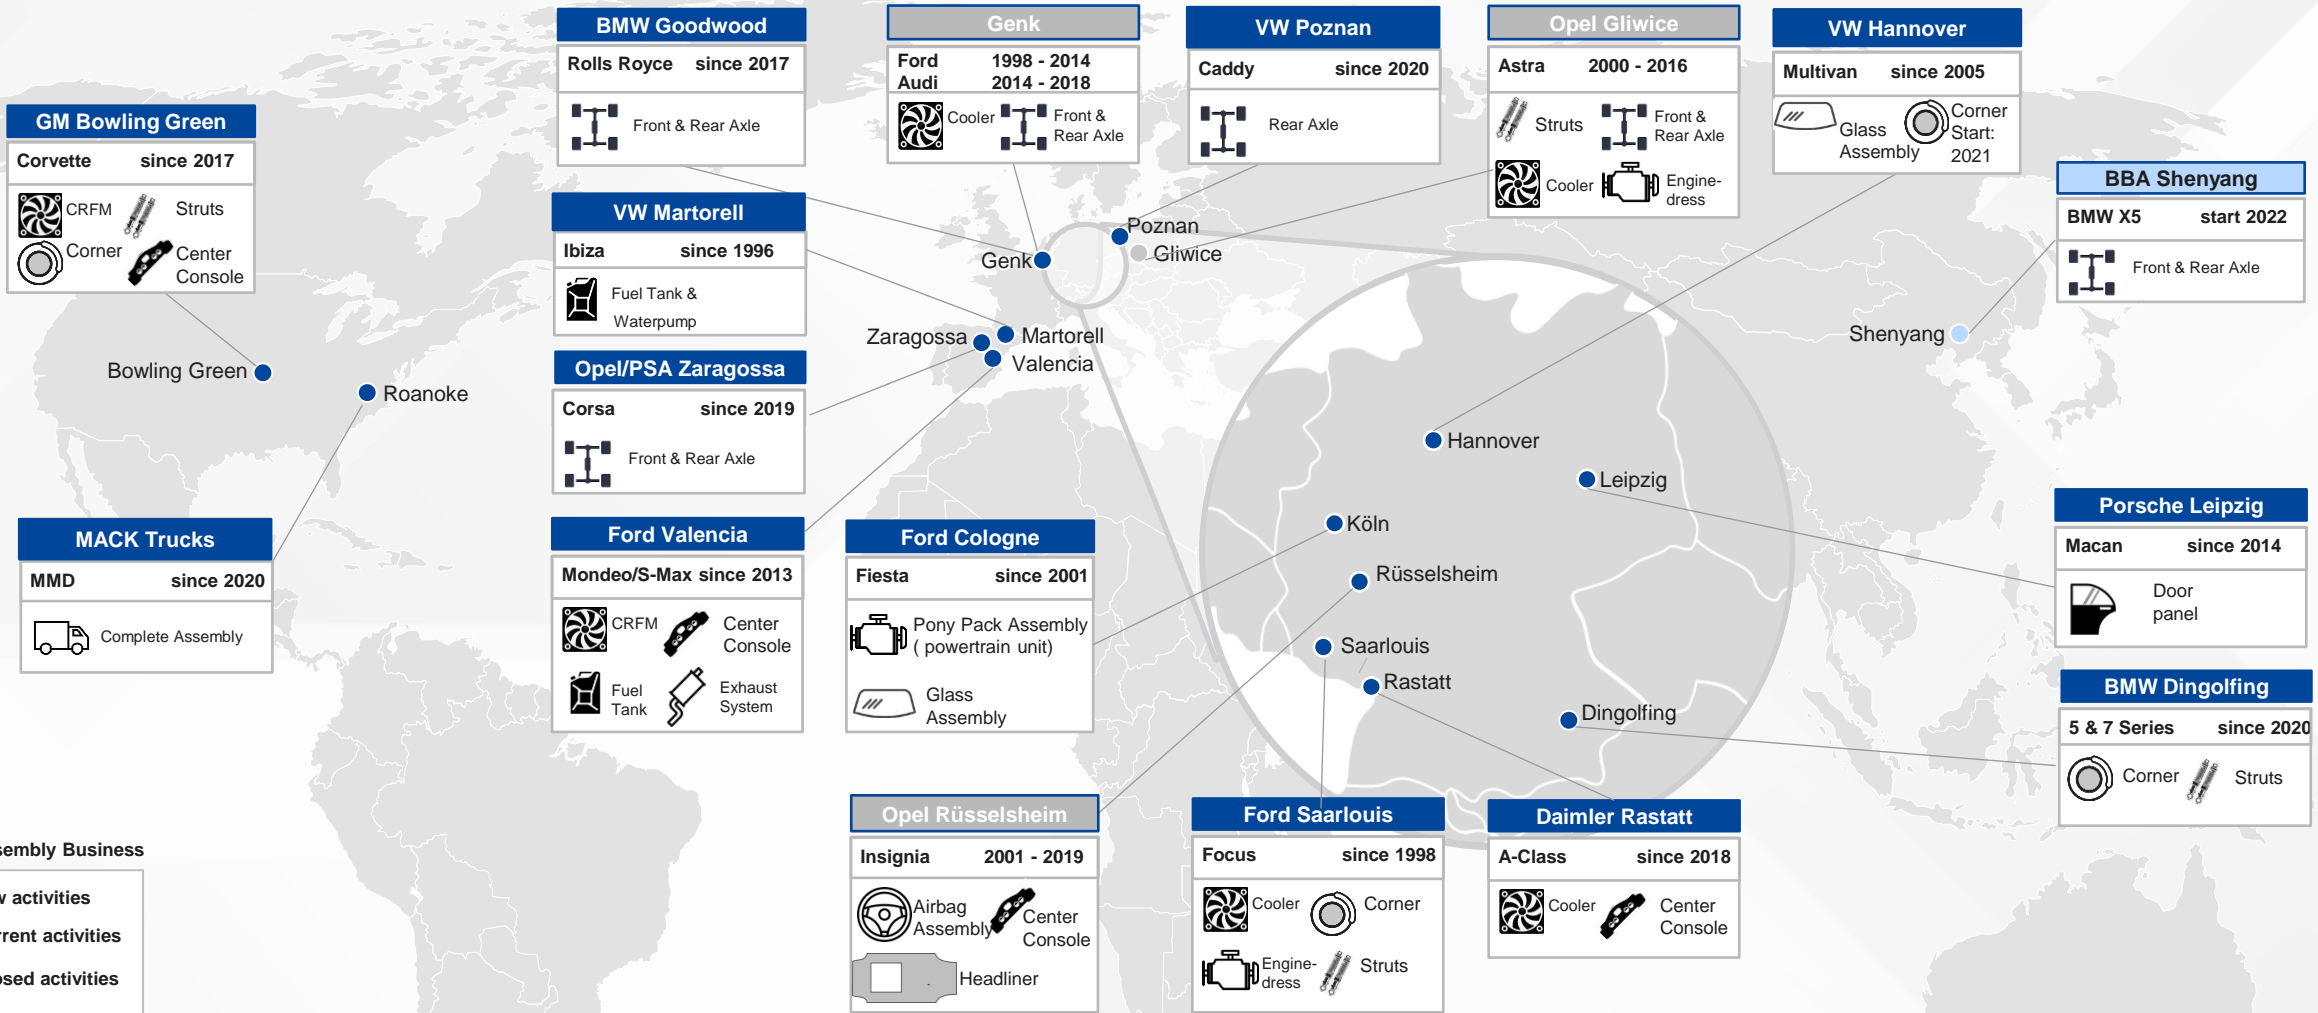 BMW Goodwood
Rolls Royce since 2017
Front & Rear Axle
Genk
Ford 1998 - 2014
Audi 2014 - 2018
Cooler
Front &
Rear Axle
VW Poznan
Caddy since 2020
Rear Axle
Opel Gliwice
Astra 2000 - 2016
Struts
Front &
Rear Axle
Cooler
Engine-
dress
VW Hannover
Multivan since 2005
Glass
Assembly
Corner
Start:
2021
GM Bowling Green
Corvette since 2017
CRFM
Struts
Corner
Center
Console
VW Martorell
Ibiza since 1996
Fuel Tank &
Waterpump
BBA Shenyang
BMW X5 start 2022
Front & Rear Axle
Poznan
Gliwice
Genk
Zaragossa
Martorell
Valencia
Shenyang
Bowling Green
Roanoke
Opel/PSA Zaragossa
Corsa since 2019
Front & Rear Axle
Hannover
Leipzig
Köln
Rüsselsheim
Saarlouis
Rastatt
Dingolfing
MACK Trucks
MMD since 2020
Complete Assembly
Ford Valencia
Mondeo/S-Max since 2013
CRFM
Center
Console
Fuel
Tank
Exhaust
System
Ford Cologne
Fiesta since 2001
Pony Pack Assembly
( powertrain unit)
Glass
Assembly
Porsche Leipzig
Macan since 2014
Door
panel
BMW Dingolfing
5 & 7 Series since 2020
Corner
Struts
Opel Rüsselsheim
Insignia 2001 - 2019
Airbag
Assembly
Center
Console
Headliner
Ford Saarlouis
Focus since 1998
Cooler
Corner
Engine-
dress
Struts
Daimler Rastatt
A-Class since 2018
Cooler
Center
Console
sembly Business
w activities
rrent activities
osed activities